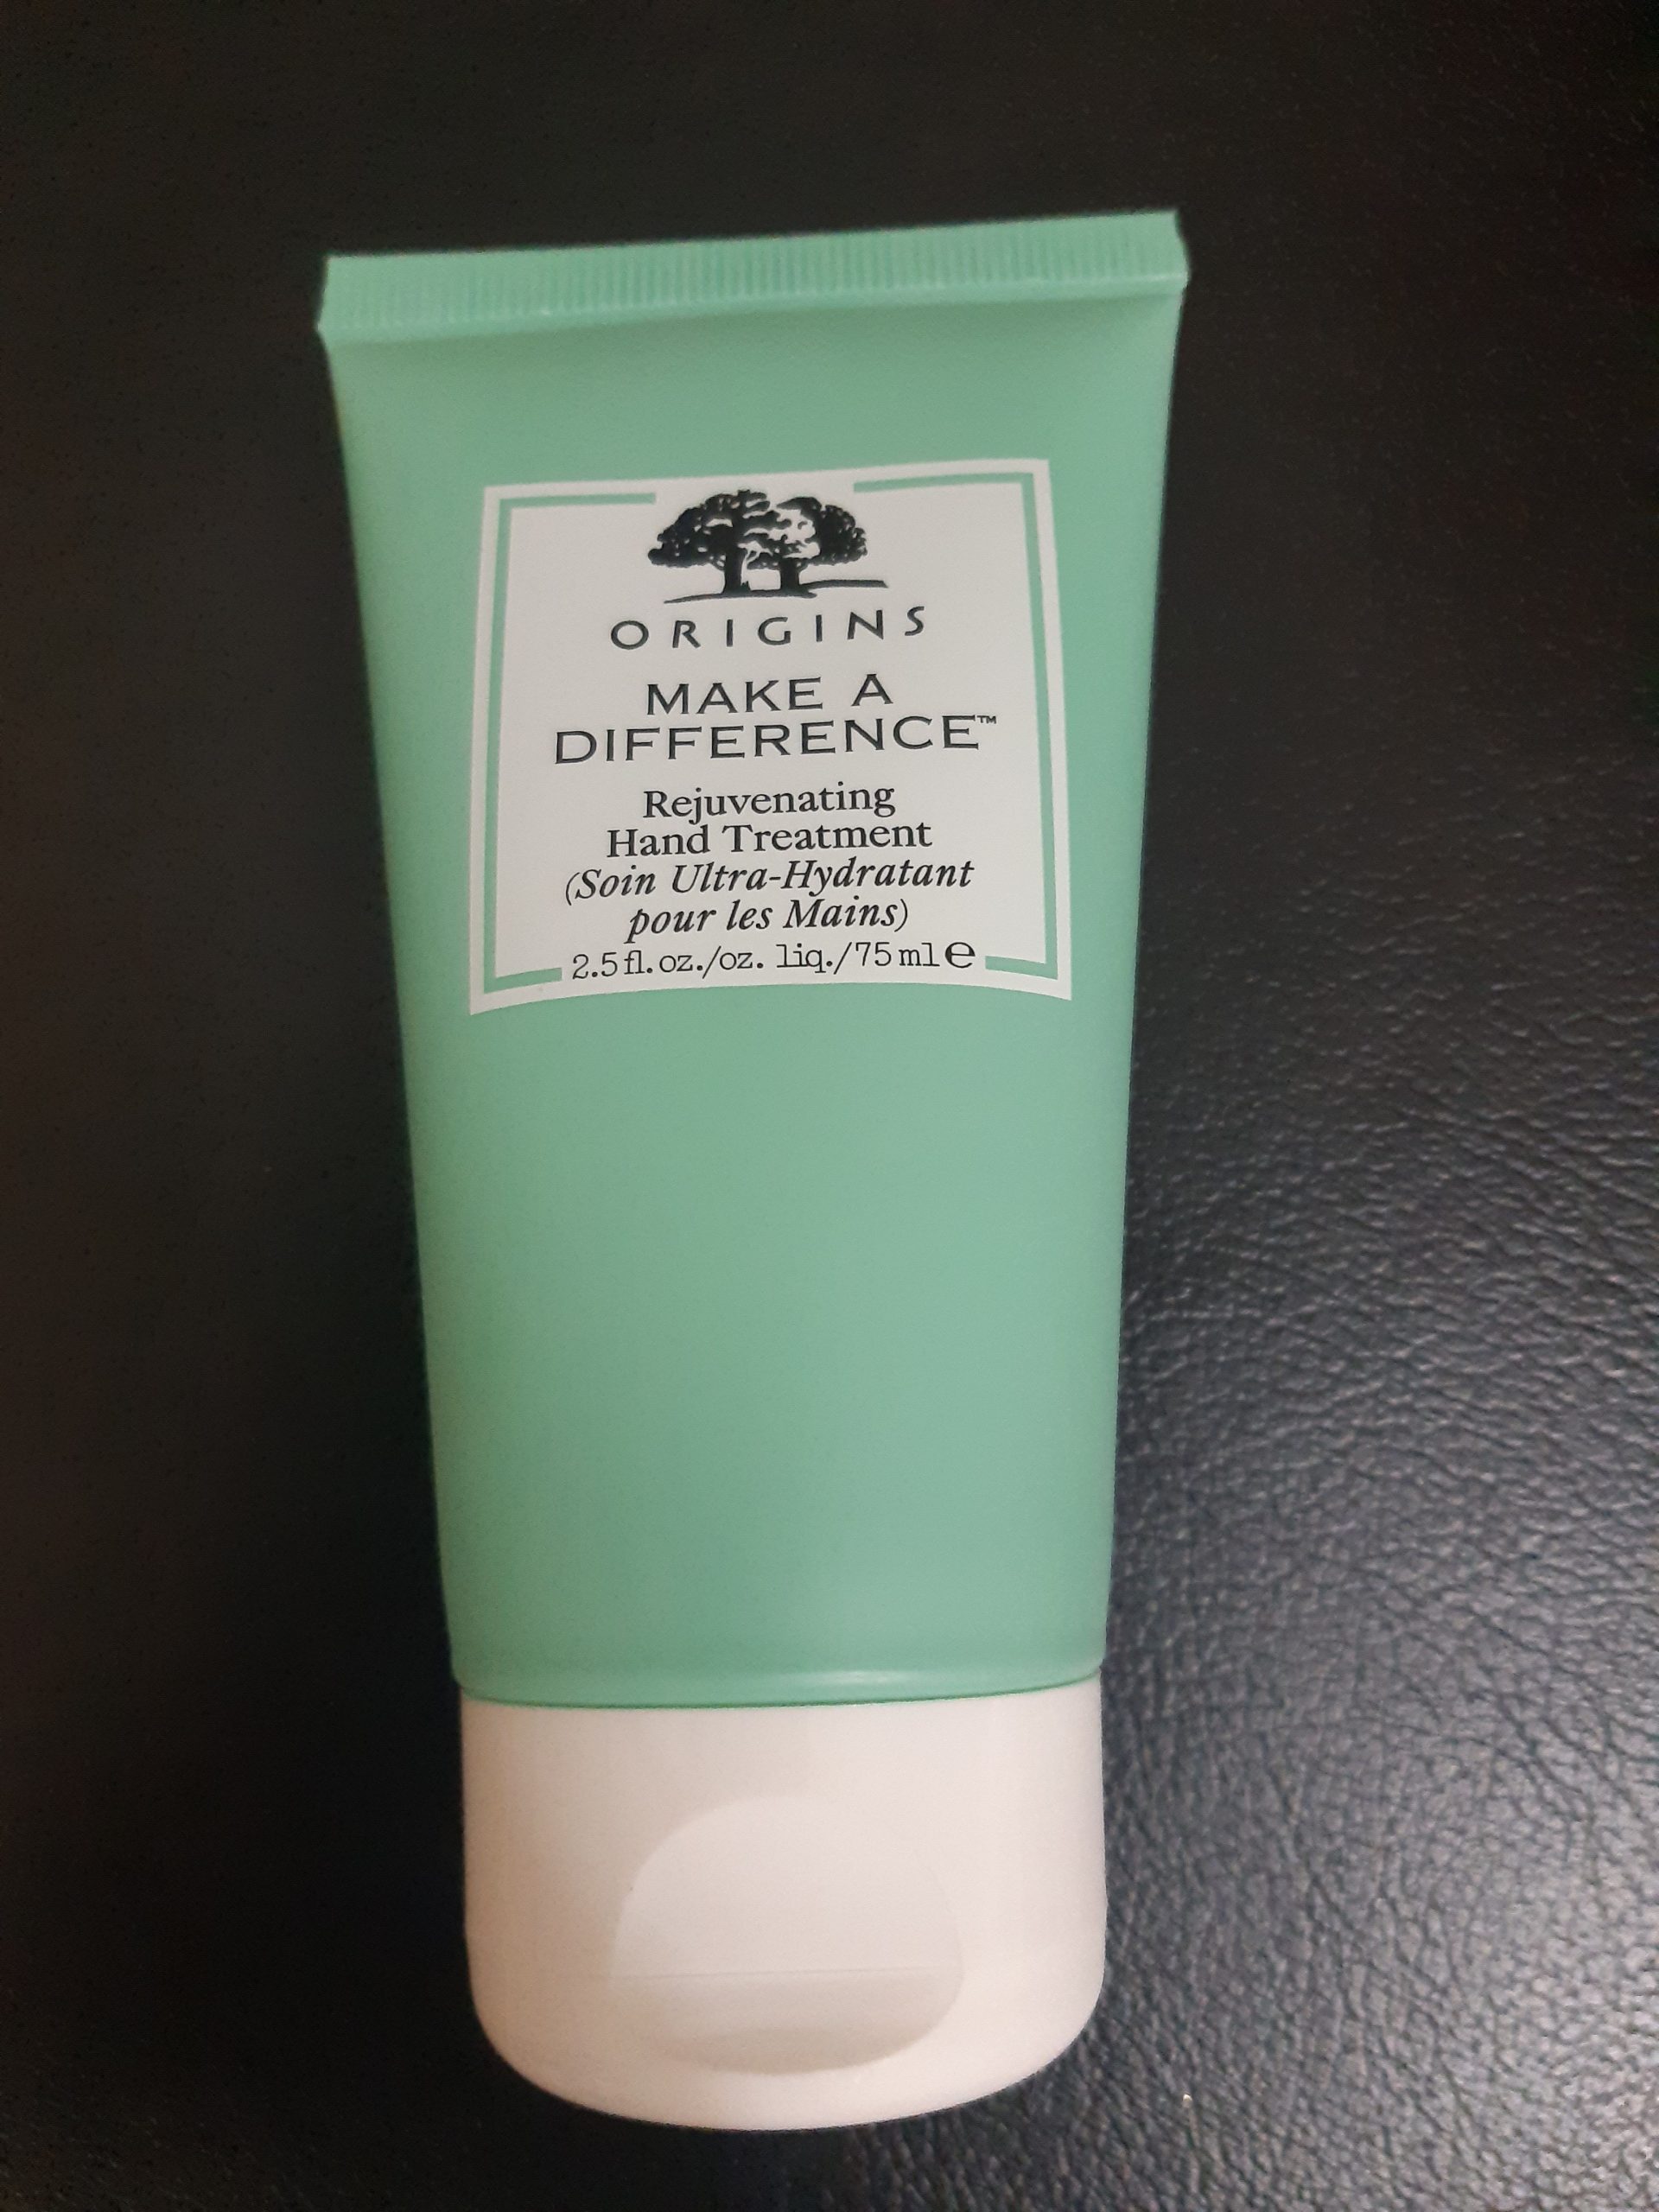 ORIGINS
MAKE A
DIFFERENCE™
Rejuvenating
Hand Treatment
(Soin Ultra-Hydratant
pour les Mains)
2.5 fl. oz./oz. liq./75 ml e